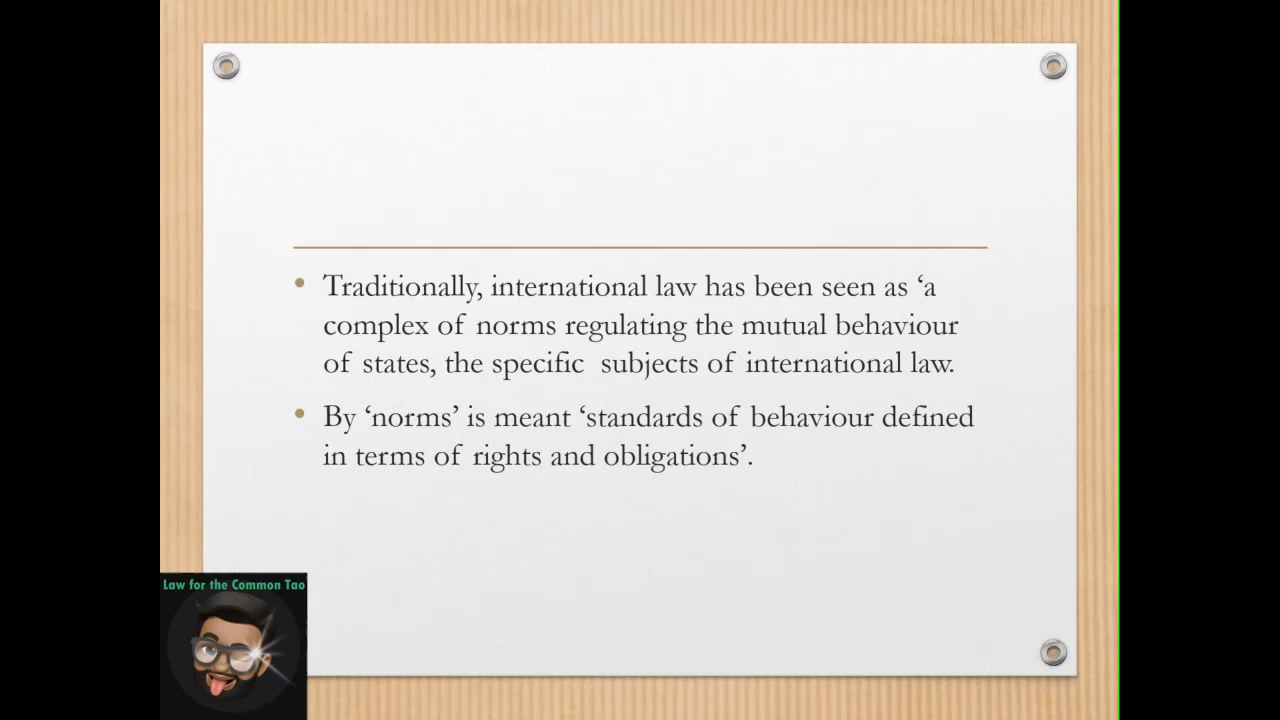 • Traditionally, international law has been seen as ‘a
complex of norms regulating the mutual behaviour
of states, the specific subjects of international law.
• By ‘norms’ is meant ‘standards of behaviour defined
in terms of rights and obligations’.
Law for the Common Tao